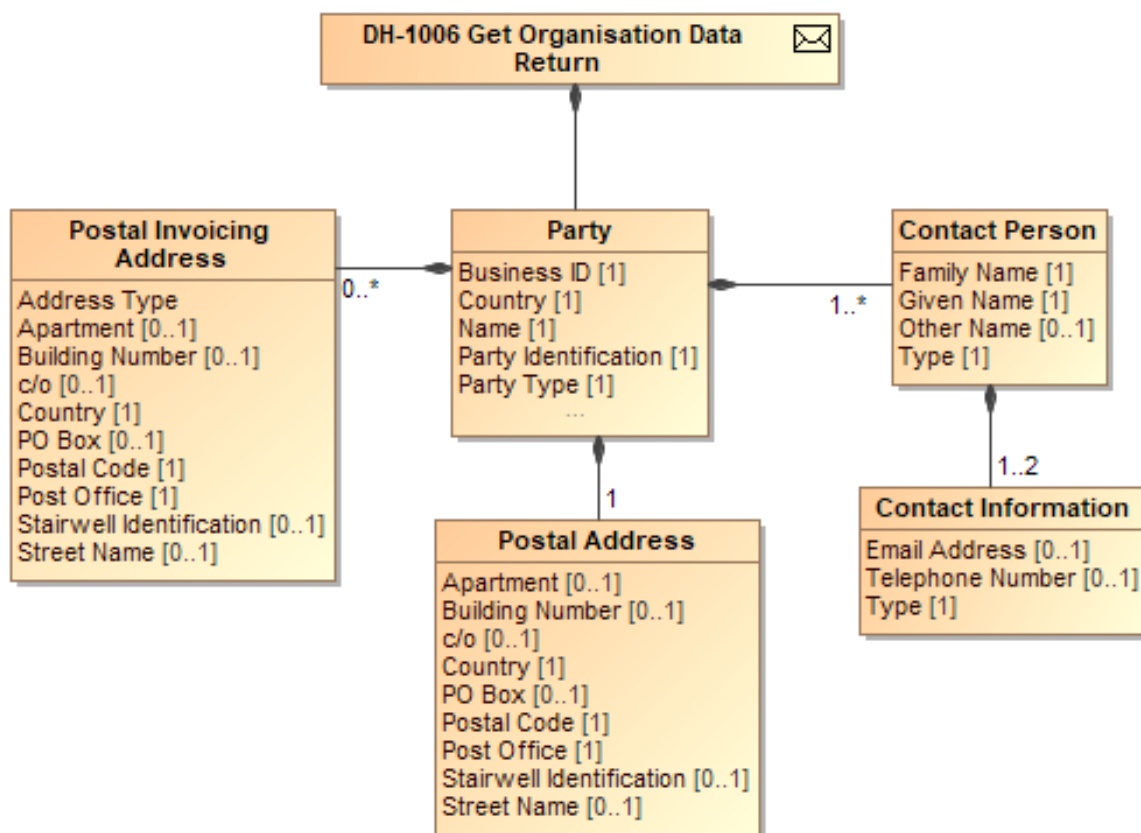 DH-1006 Get Organisation Data
Return
Postal Invoicing
Address
Address Type
Apartment [0..1]
Building Number [0..1]
c/o [0..1]
Country [1]
PO Box [0..1]
Postal Code [1]
Post Office [1]
Stairwell Identification [0..1]
Street Name [0..1]
0..*
Party
Business ID [1]
Country [1]
Name [1]
Party Identification [1]
Party Type [1]
...
1..*
Contact Person
Family Name [1]
Given Name [1]
Other Name [0..1]
Type [1]
1
1..2
Postal Address
Apartment [0..1]
Building Number [0..1]
c/o [0..1]
Country [1]
PO Box [0..1]
Postal Code [1]
Post Office [1]
Stairwell Identification [0..1]
Street Name [0..1]
Contact Information
Email Address [0..1]
Telephone Number [0..1]
Type [1]